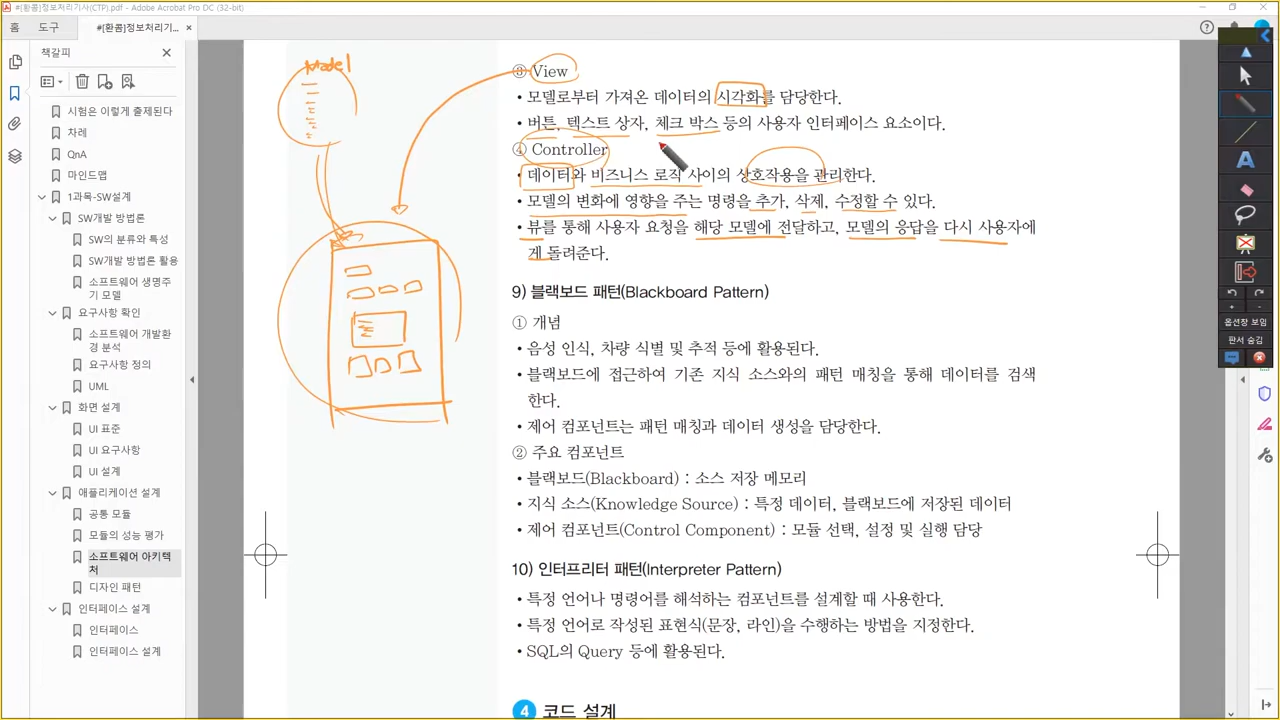 #[환콤]정보처리기사(CTP).pdf - Adobe Acrobat Pro DC (32-bit)
홈
도구
#[환콤]정보처리기...
책갈피
시험은 이렇게 출제된다
차례
QnA
마인드맵
1과목-SW설계
SW개발 방법론
SW의 분류와 특성
SW개발 방법론 활용
소프트웨어 생명주
기 모델
요구사항 확인
소프트웨어 개발환
경 분석
요구사항 정의
UML
화면 설계
UI 표준
UI 요구사항
UI 설계
애플리케이션 설계
공통 모듈
모듈의 성능 평가
소프트웨어 아키텍
처
디자인 패턴
인터페이스 설계
인터페이스
인터페이스 설계
Model
③ View
• 모델로부터 가져온 데이터의 시각화를 담당한다.
• 버튼, 텍스트 상자, 체크 박스 등의 사용자 인터페이스 요소이다.
④ Controller
• 데이터와 비즈니스 로직 사이의 상호작용을 관리한다.
• 모델의 변화에 영향을 주는 명령을 추가, 삭제, 수정할 수 있다.
• 뷰를 통해 사용자 요청을 해당 모델에 전달하고, 모델의 응답을 다시 사용자에
게 돌려준다.
9) 블랙보드 패턴(Blackboard Pattern)
① 개념
• 음성 인식, 차량 식별 및 추적 등에 활용된다.
• 블랙보드에 접근하여 기존 지식 소스와의 패턴 매칭을 통해 데이터를 검색
한다.
• 제어 컴포넌트는 패턴 매칭과 데이터 생성을 담당한다.
② 주요 컴포넌트
• 블랙보드(Blackboard) : 소스 저장 메모리
• 지식 소스(Knowledge Source) : 특정 데이터, 블랙보드에 저장된 데이터
• 제어 컴포넌트(Control Component) : 모듈 선택, 설정 및 실행 담당
10) 인터프리터 패턴(Interpreter Pattern)
• 특정 언어나 명령어를 해석하는 컴포넌트를 설계할 때 사용한다.
• 특정 언어로 작성된 표현식(문장, 라인)을 수행하는 방법을 지정한다.
• SQL의 Query 등에 활용된다.
4 코드 설계
옵션장 보임
판서 숨김